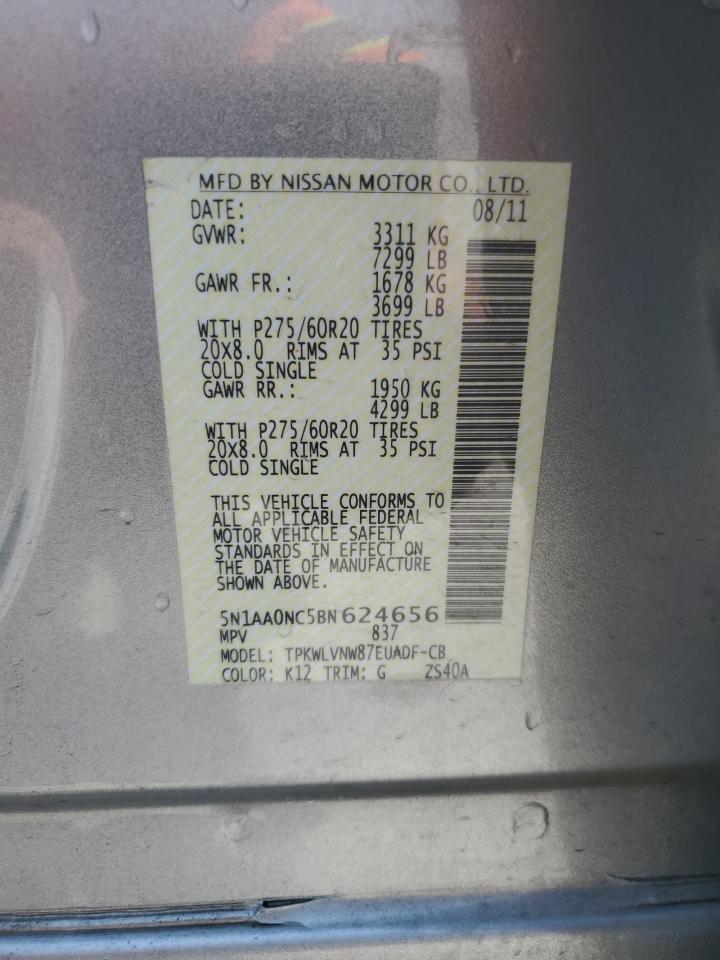 MFD BY NISSAN MOTOR CO., LTD.
DATE: 08/11
GVWR: 3311 KG
7299 LB
GAWR FR.: 1678 KG
3699 LB
WITH P275/60R20 TIRES
20X8.0 RIMS AT 35 PSI
COLD SINGLE
GAWR RR.: 1950 KG
4299 LB
WITH P275/60R20 TIRES
20X8.0 RIMS AT 35 PSI
COLD SINGLE
THIS VEHICLE CONFORMS TO
ALL APPLICABLE FEDERAL
MOTOR VEHICLE SAFETY
STANDARDS IN EFFECT ON
THE DATE OF MANUFACTURE
SHOWN ABOVE.
5N1AA0NC5BN624656
MPV 837
MODEL: TPKWLVNW87EUADF-CB
COLOR: K12 TRIM: G ZS40A